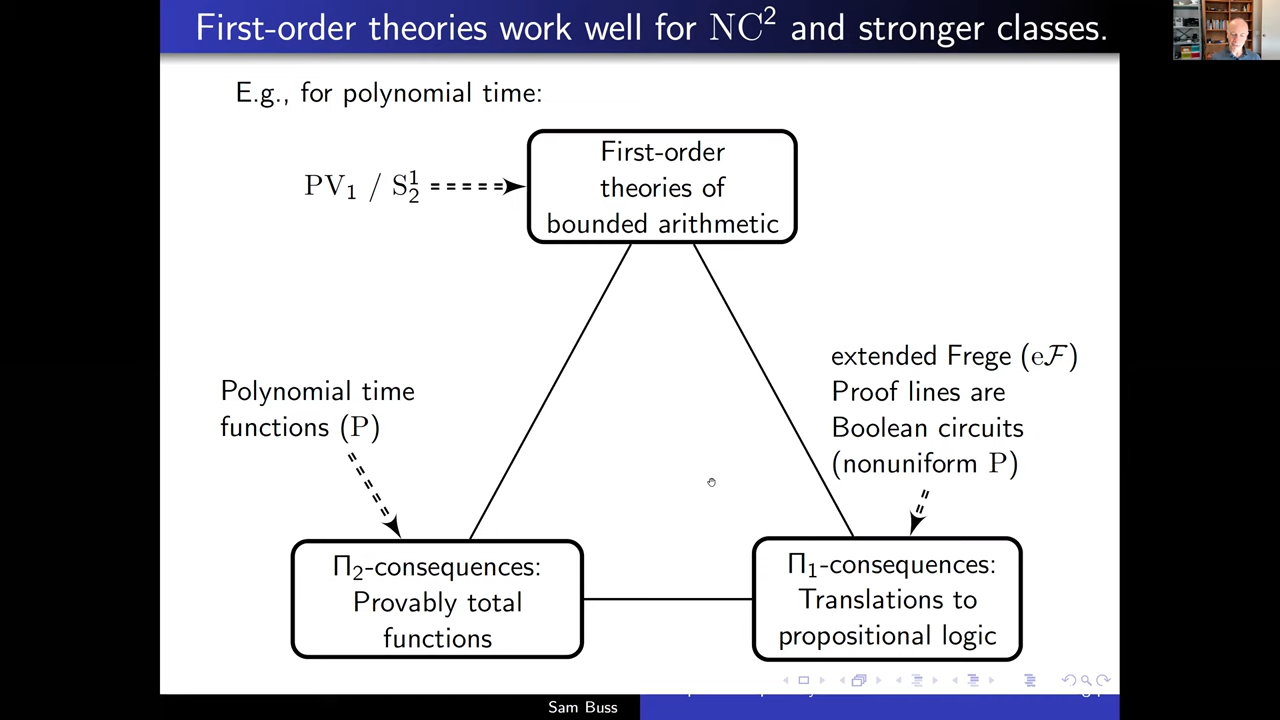 First-order theories work well for NC² and stronger classes.
E.g., for polynomial time:
First-order
theories of
bounded arithmetic
PV₁ / S¹₂
extended Frege (eF)
Proof lines are
Boolean circuits
(nonuniform P)
Polynomial time
functions (P)
Π₂-consequences:
Provably total
functions
Π₁-consequences:
Translations to
propositional logic
Sam Buss